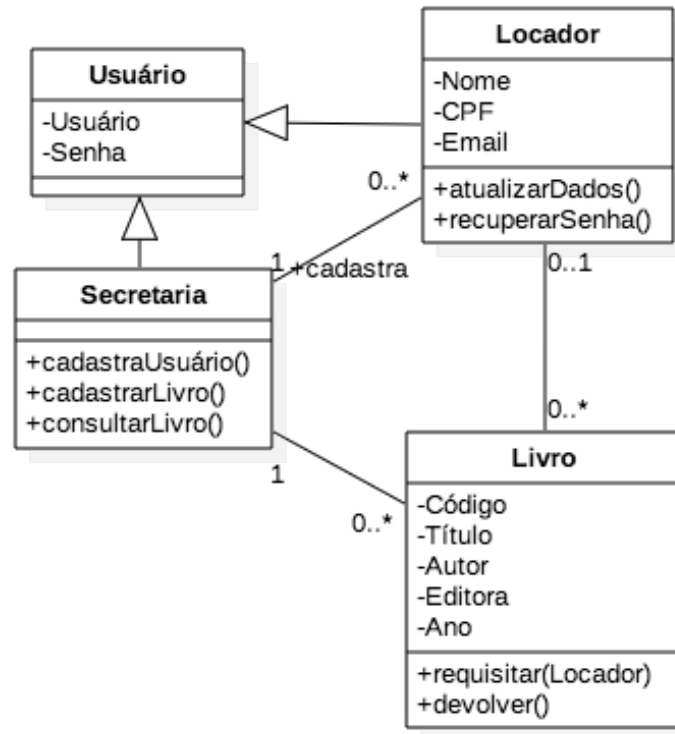 Usuário
-Usuário
-Senha
Locador
-Nome
-CPF
-Email
+atualizarDados()
+recuperarSenha()
0..*
1 +cadastra
0..1
Secretaria
+cadastraUsuário()
+cadastrarLivro()
+consultarLivro()
1
0..*
0..*
Livro
-Código
-Título
-Autor
-Editora
-Ano
+requisitar(Locador)
+devolver()